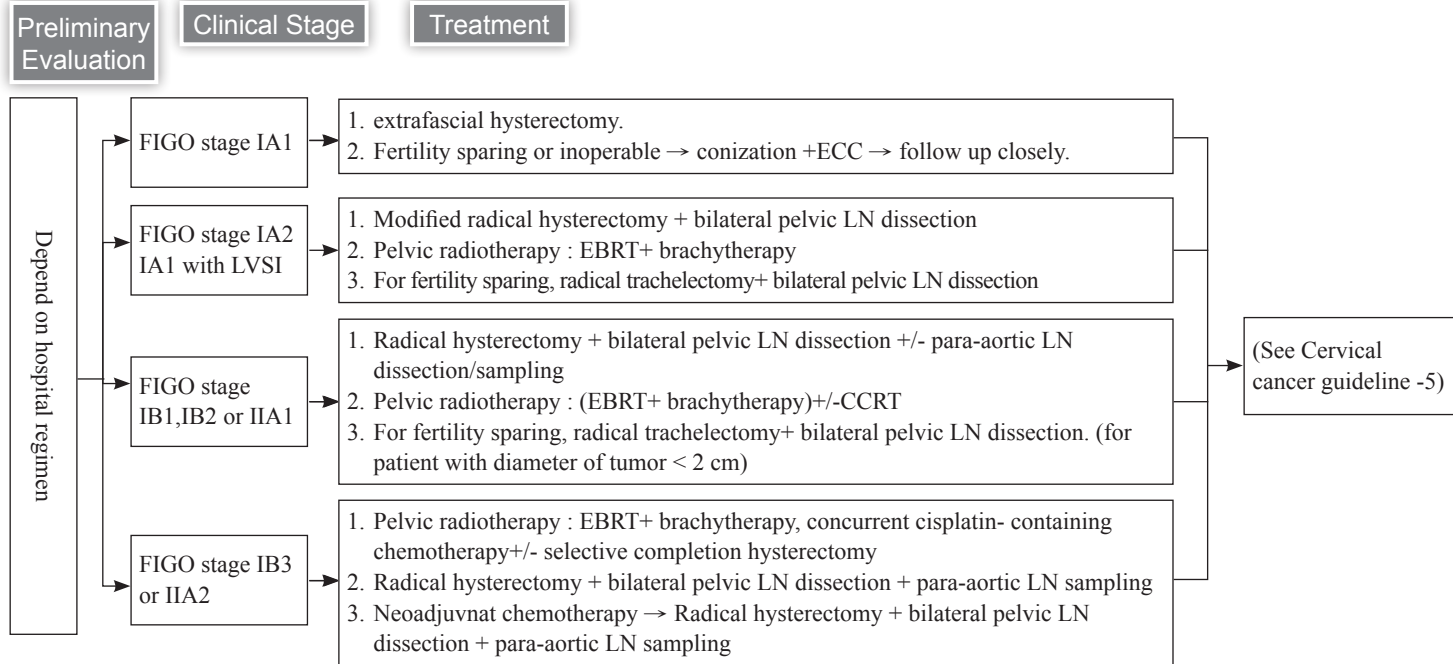 Preliminary
Evaluation
Clinical Stage
Treatment
Depend on hospital regimen
FIGO stage IA1
1. extrafascial hysterectomy.
2. Fertility sparing or inoperable → conization +ECC → follow up closely.
FIGO stage IA2
IA1 with LVSI
1. Modified radical hysterectomy + bilateral pelvic LN dissection
2. Pelvic radiotherapy : EBRT+ brachytherapy
3. For fertility sparing, radical trachelectomy+ bilateral pelvic LN dissection
FIGO stage
IB1,IB2 or IIA1
1. Radical hysterectomy + bilateral pelvic LN dissection +/- para-aortic LN
dissection/sampling
2. Pelvic radiotherapy : (EBRT+ brachytherapy)+/-CCRT
3. For fertility sparing, radical trachelectomy+ bilateral pelvic LN dissection. (for
patient with diameter of tumor < 2 cm)
FIGO stage IB3
or IIA2
1. Pelvic radiotherapy : EBRT+ brachytherapy, concurrent cisplatin- containing
chemotherapy+/- selective completion hysterectomy
2. Radical hysterectomy + bilateral pelvic LN dissection + para-aortic LN sampling
3. Neoadjuvnat chemotherapy → Radical hysterectomy + bilateral pelvic LN
dissection + para-aortic LN sampling
(See Cervical
cancer guideline -5)